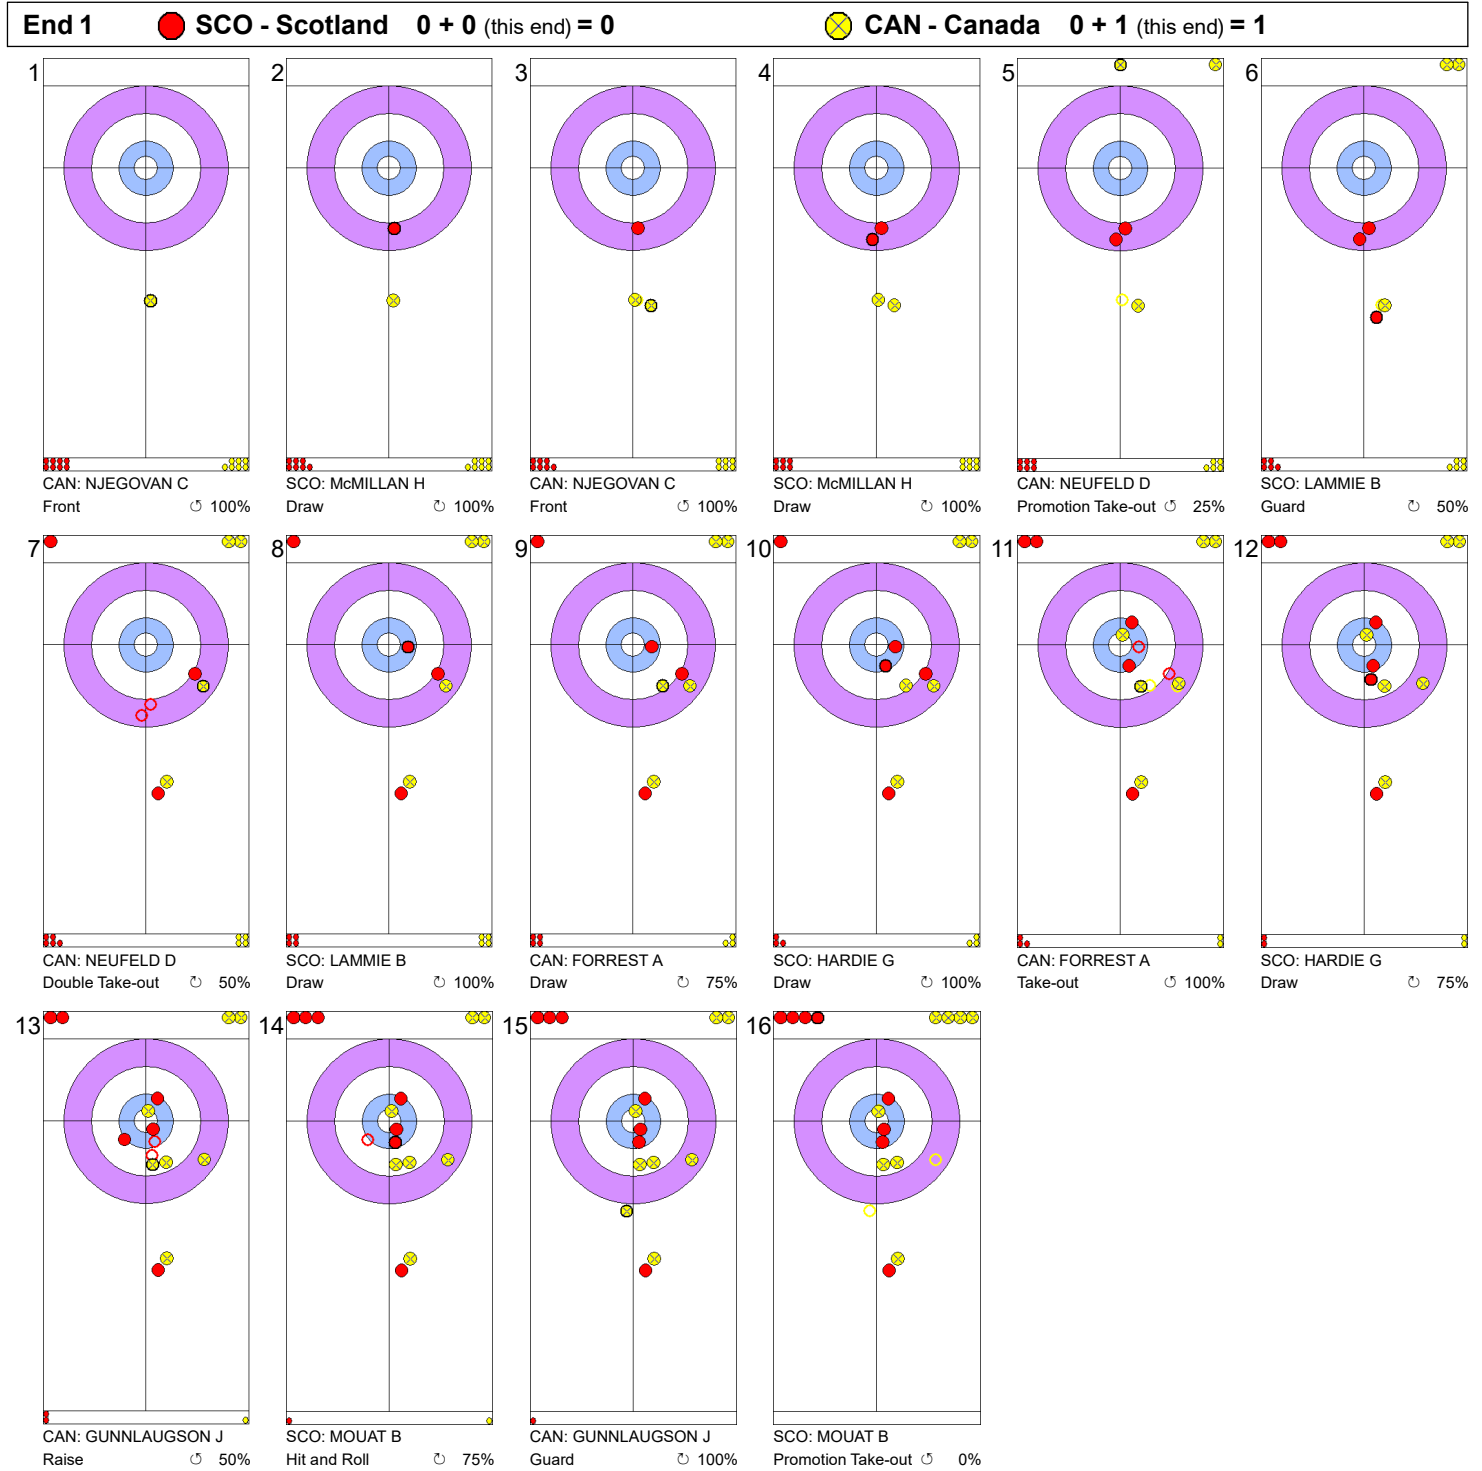 End 1 SCO - Scotland 0 + 0 (this end) = 0 CAN - Canada 0 + 1 (this end) = 1
1 2 3 4 5 6
CAN: NJEGOVAN C SCO: McMILLAN H CAN: NJEGOVAN C SCO: McMILLAN H CAN: NEUFELD D SCO: LAMMIE B
Front ↺ 100% Draw ↻ 100% Front ↺ 100% Draw ↻ 100% Promotion Take-out ↺ 25% Guard ↻ 50%
7 8 9 10 11 12
CAN: NEUFELD D SCO: LAMMIE B CAN: FORREST A SCO: HARDIE G CAN: FORREST A SCO: HARDIE G
Double Take-out ↻ 50% Draw ↻ 100% Draw ↻ 75% Draw ↻ 100% Take-out ↻ 100% Draw ↻ 75%
13 14 15 16
CAN: GUNNLAUGSON J SCO: MOUAT B CAN: GUNNLAUGSON J SCO: MOUAT B
Raise ↺ 50% Hit and Roll ↻ 75% Guard ↻ 100% Promotion Take-out ↺ 0%